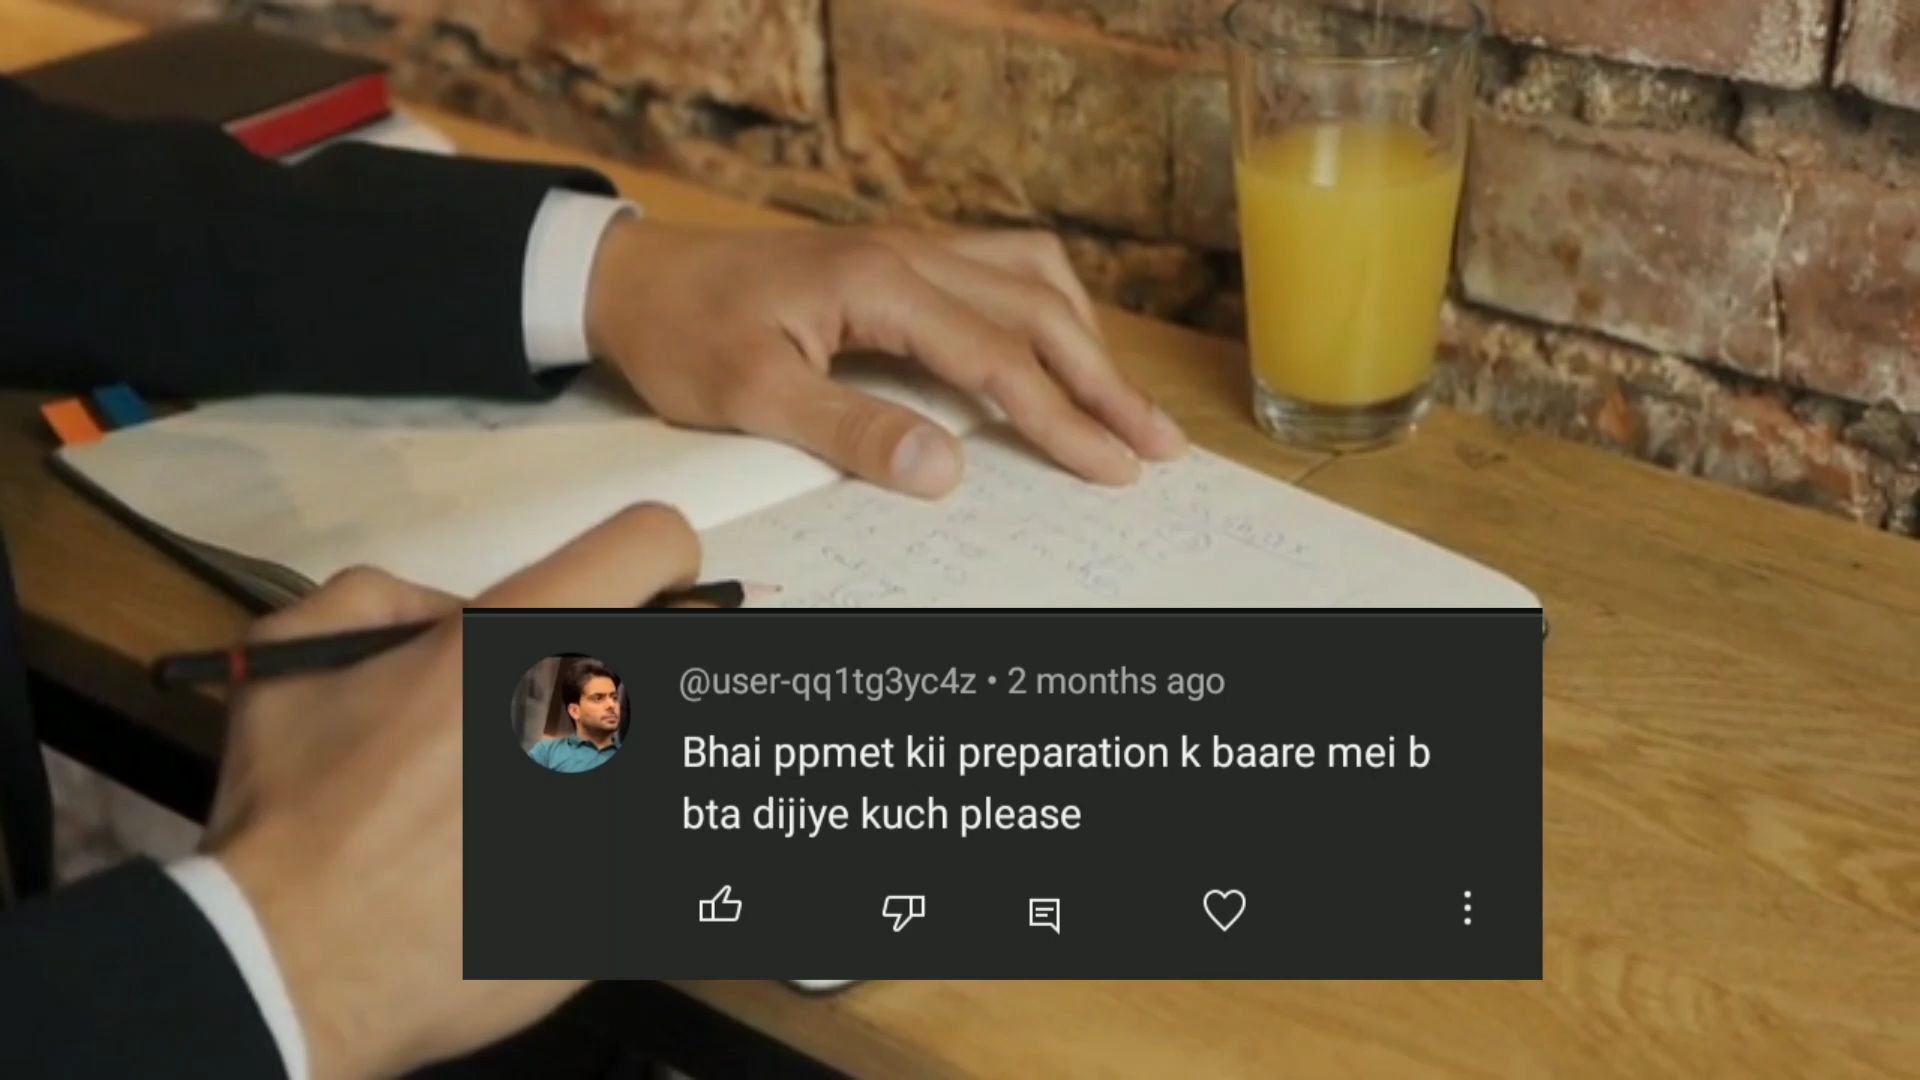 @user-qq1tg3yc4z • 2 months ago
Bhai ppmet kii preparation k baare mei b
bta dijiye kuch please